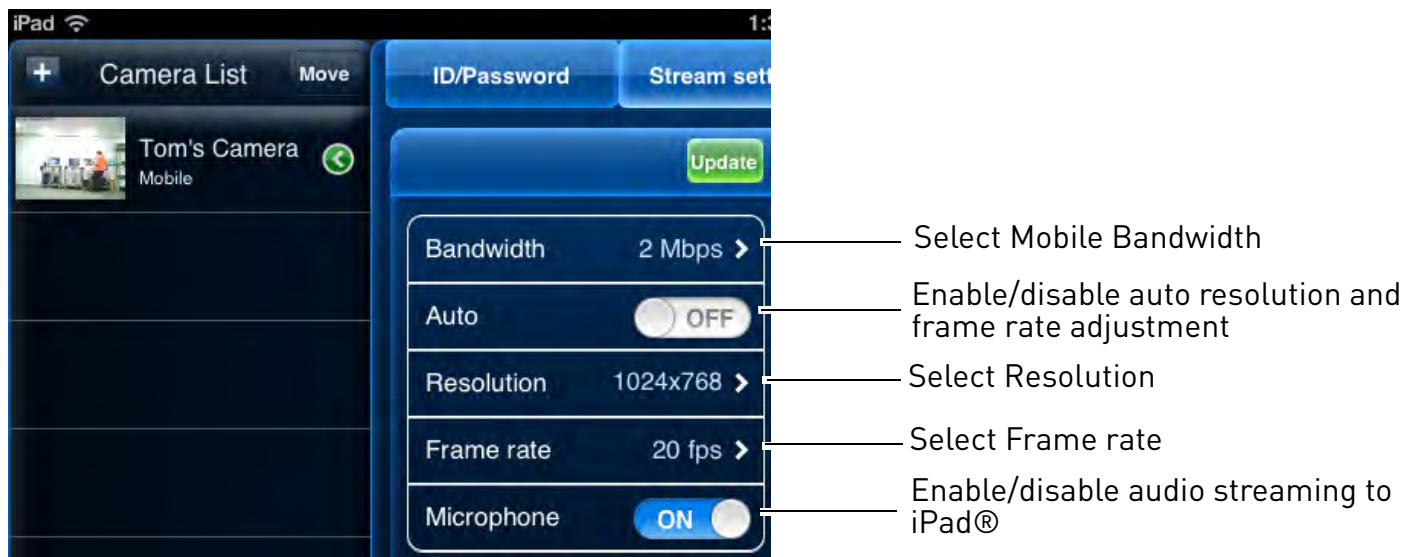 iPad 1:3
+ Camera List Move
ID/Password Stream sett
Tom's Camera
Mobile
Update
Bandwidth 2 Mbps
Select Mobile Bandwidth
Auto OFF
Enable/disable auto resolution and
frame rate adjustment
Resolution 1024x768
Select Resolution
Frame rate 20 fps
Select Frame rate
Microphone ON
Enable/disable audio streaming to
iPad®